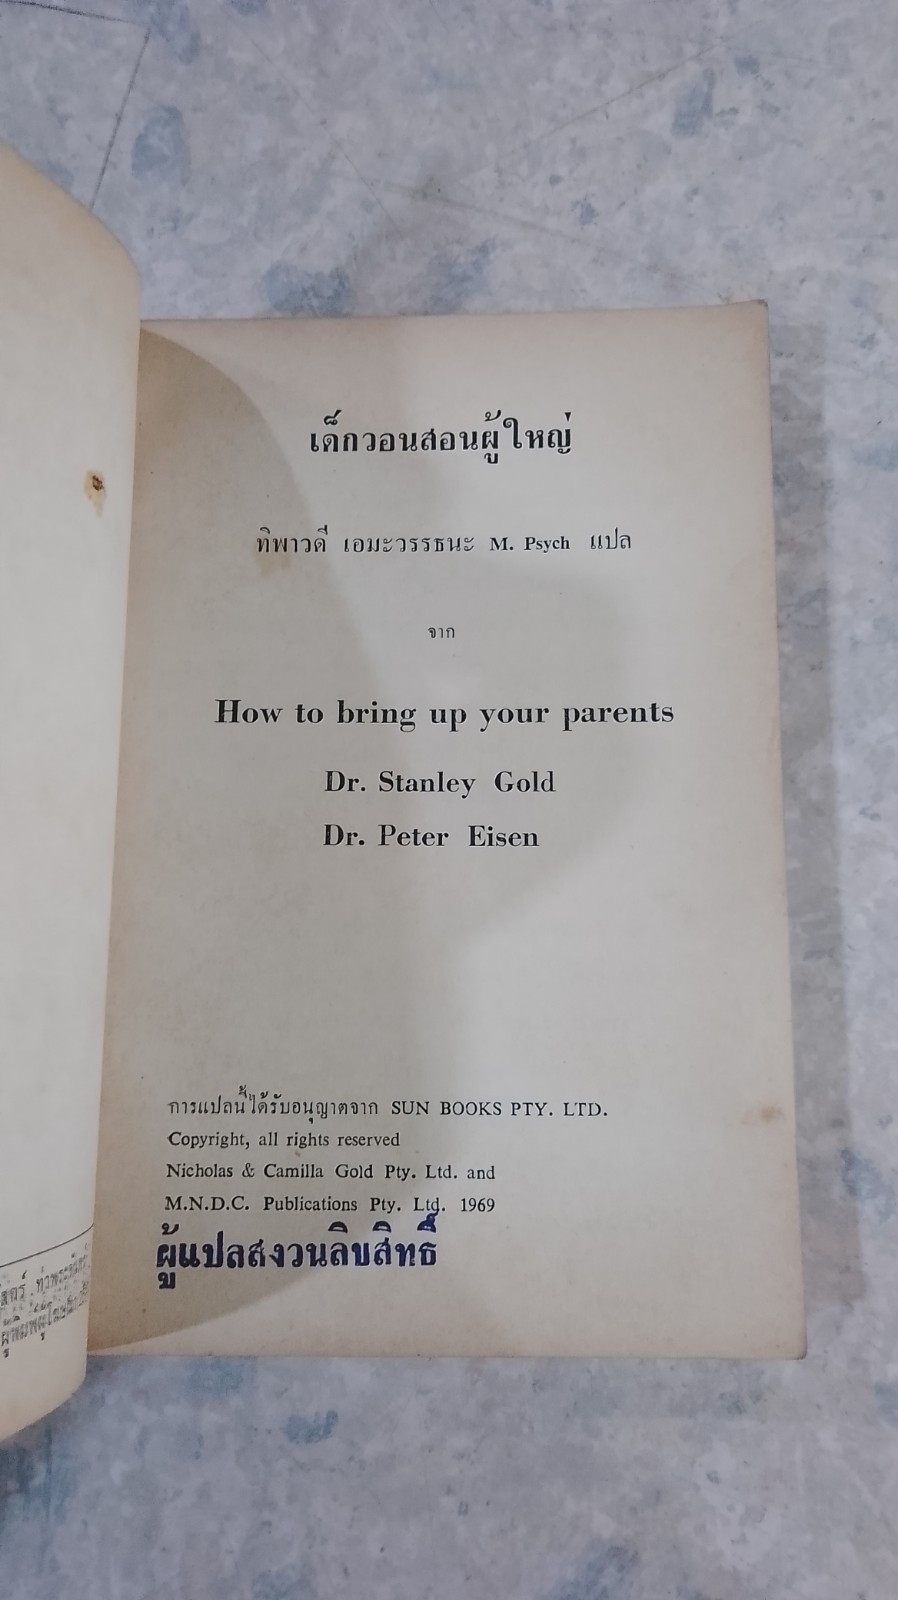 เด็กวอนสอนผู้ใหญ่
ทิพาวดี เอมะวรรธนะ M. Psych แปล
จาก
How to bring up your parents
Dr. Stanley Gold
Dr. Peter Eisen
การแปลนี้ได้รับอนุญาตจาก SUN BOOKS PTY. LTD.
Copyright, all rights reserved
Nicholas & Camilla Gold Pty. Ltd. and
M.N.D.C. Publications Pty. Ltd. 1969
ผู้แปลสงวนลิขสิทธิ์